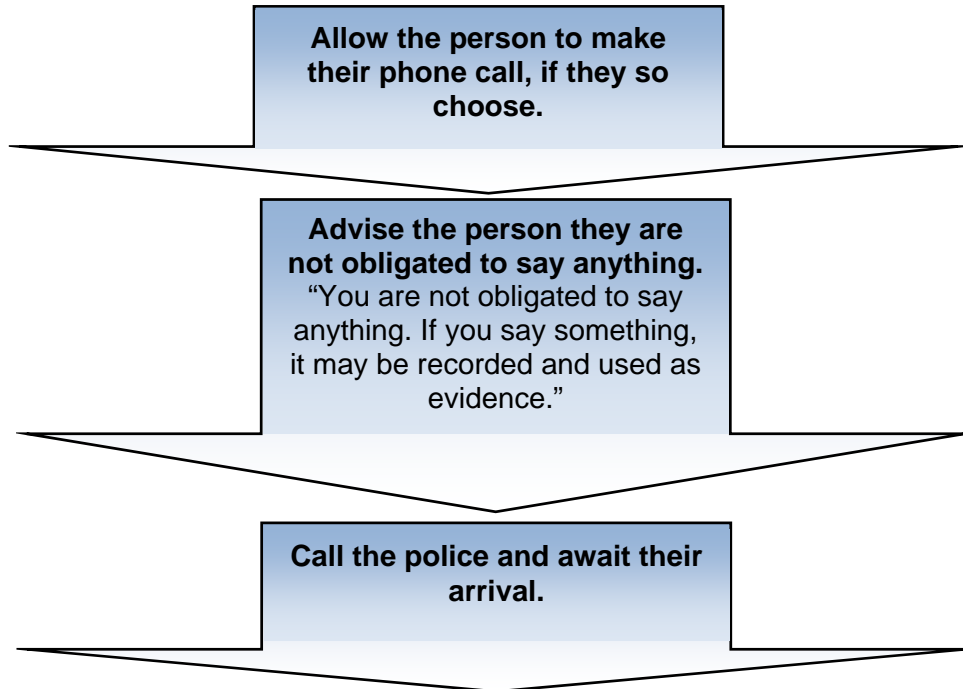 Allow the person to make
their phone call, if they so
choose.
Advise the person they are
not obligated to say anything.
“You are not obligated to say
anything. If you say something,
it may be recorded and used as
evidence.”
Call the police and await their
arrival.